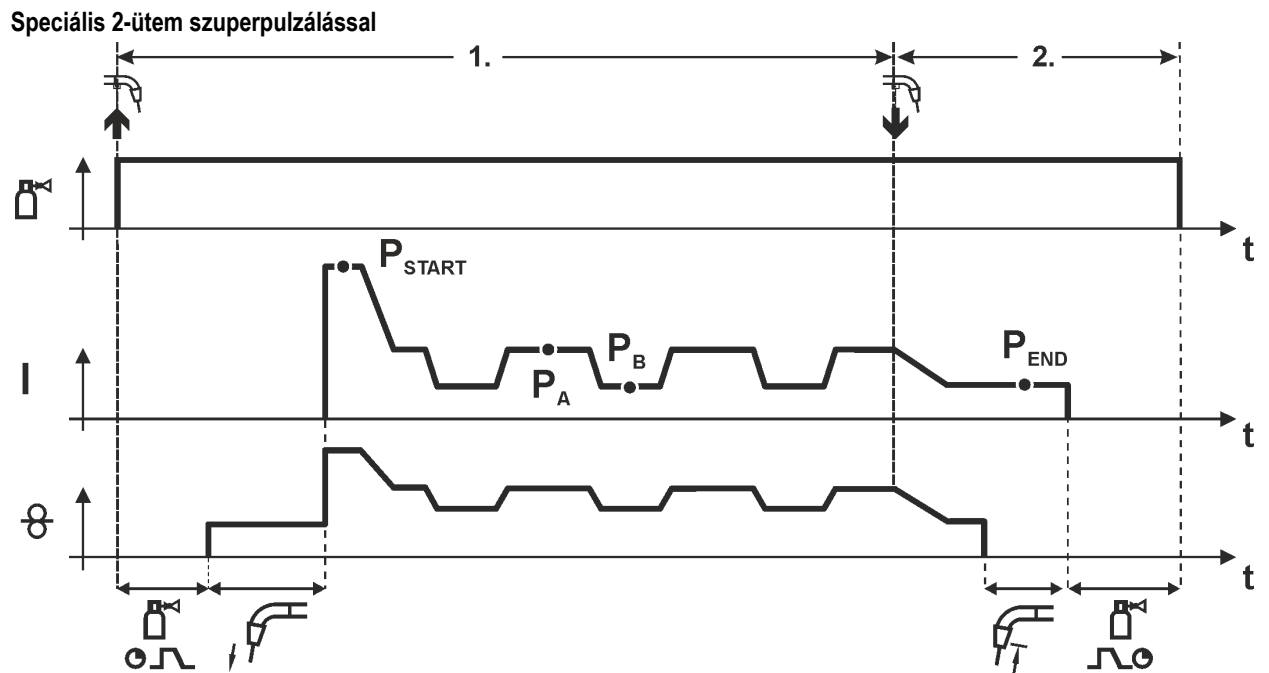 Speciális 2-ütem szuperpulzálással
1. 2.
t
P START
P B
P END
P A
I
t
t